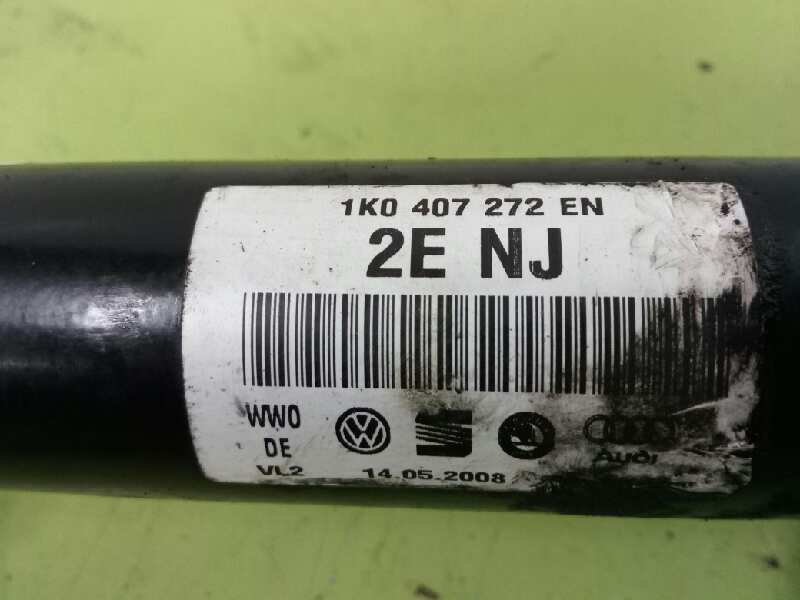 1K0 407 272 EN
2E NJ
WWO
DE
VL2
14.05.2008
Audi